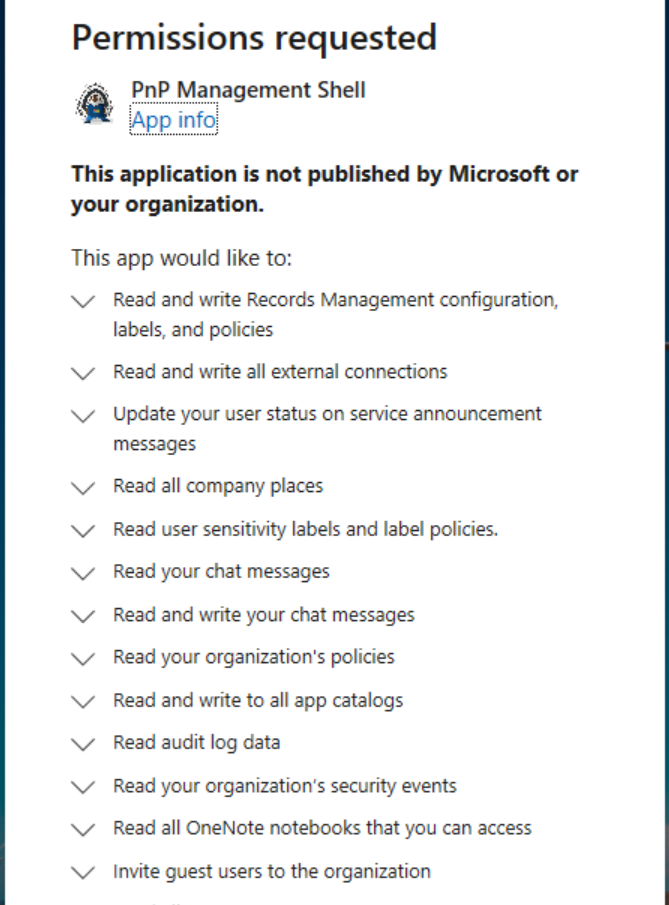 Permissions requested
PnP Management Shell
App info
This application is not published by Microsoft or
your organization.
This app would like to:
Read and write Records Management configuration,
labels, and policies
Read and write all external connections
Update your user status on service announcement
messages
Read all company places
Read user sensitivity labels and label policies.
Read your chat messages
Read and write your chat messages
Read your organization's policies
Read and write to all app catalogs
Read audit log data
Read your organization's security events
Read all OneNote notebooks that you can access
Invite guest users to the organization